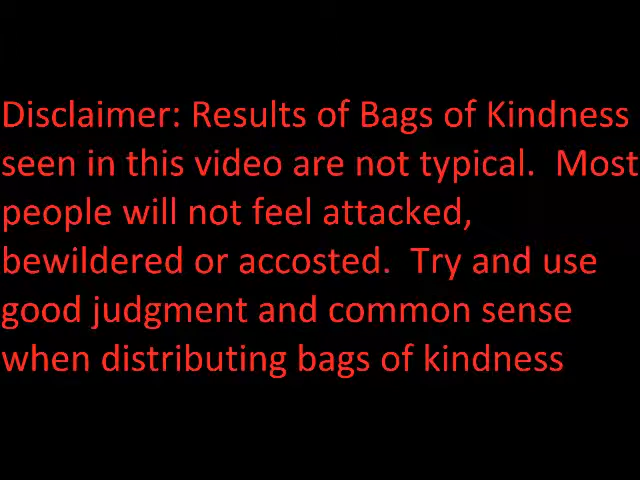 Disclaimer: Results of Bags of Kindness
seen in this video are not typical.  Most
people will not feel attacked,
bewildered or accosted.  Try and use
good judgment and common sense
when distributing bags of kindness